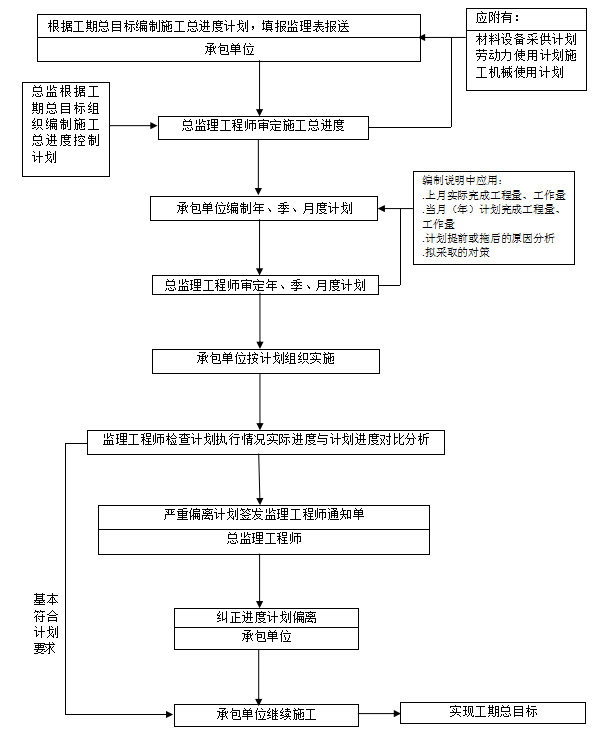 根据工期总目标编制施工总进度计划，填报监理表报送
承包单位
应附有：
材料设备采供计划
劳动力使用计划施
工机械使用计划
总监根据工
期总目标组
织编制施工
总进度控制
计划
总监理工程师审定施工总进度
编制说明中应用：
.上月实际完成工程量、工作量
.当月（年）计划完成工程量、
工作量
.计划提前或拖后的原因分析
.拟采取的对策
承包单位编制年、季、月度计划
总监理工程师审定年、季、月度计划
承包单位按计划组织实施
监理工程师检查计划执行情况实际进度与计划进度对比分析
严重偏离计划签发监理工程师通知单
总监理工程师
基本
符合
计划
要求
纠正进度计划偏离
承包单位
承包单位继续施工
实现工期总目标